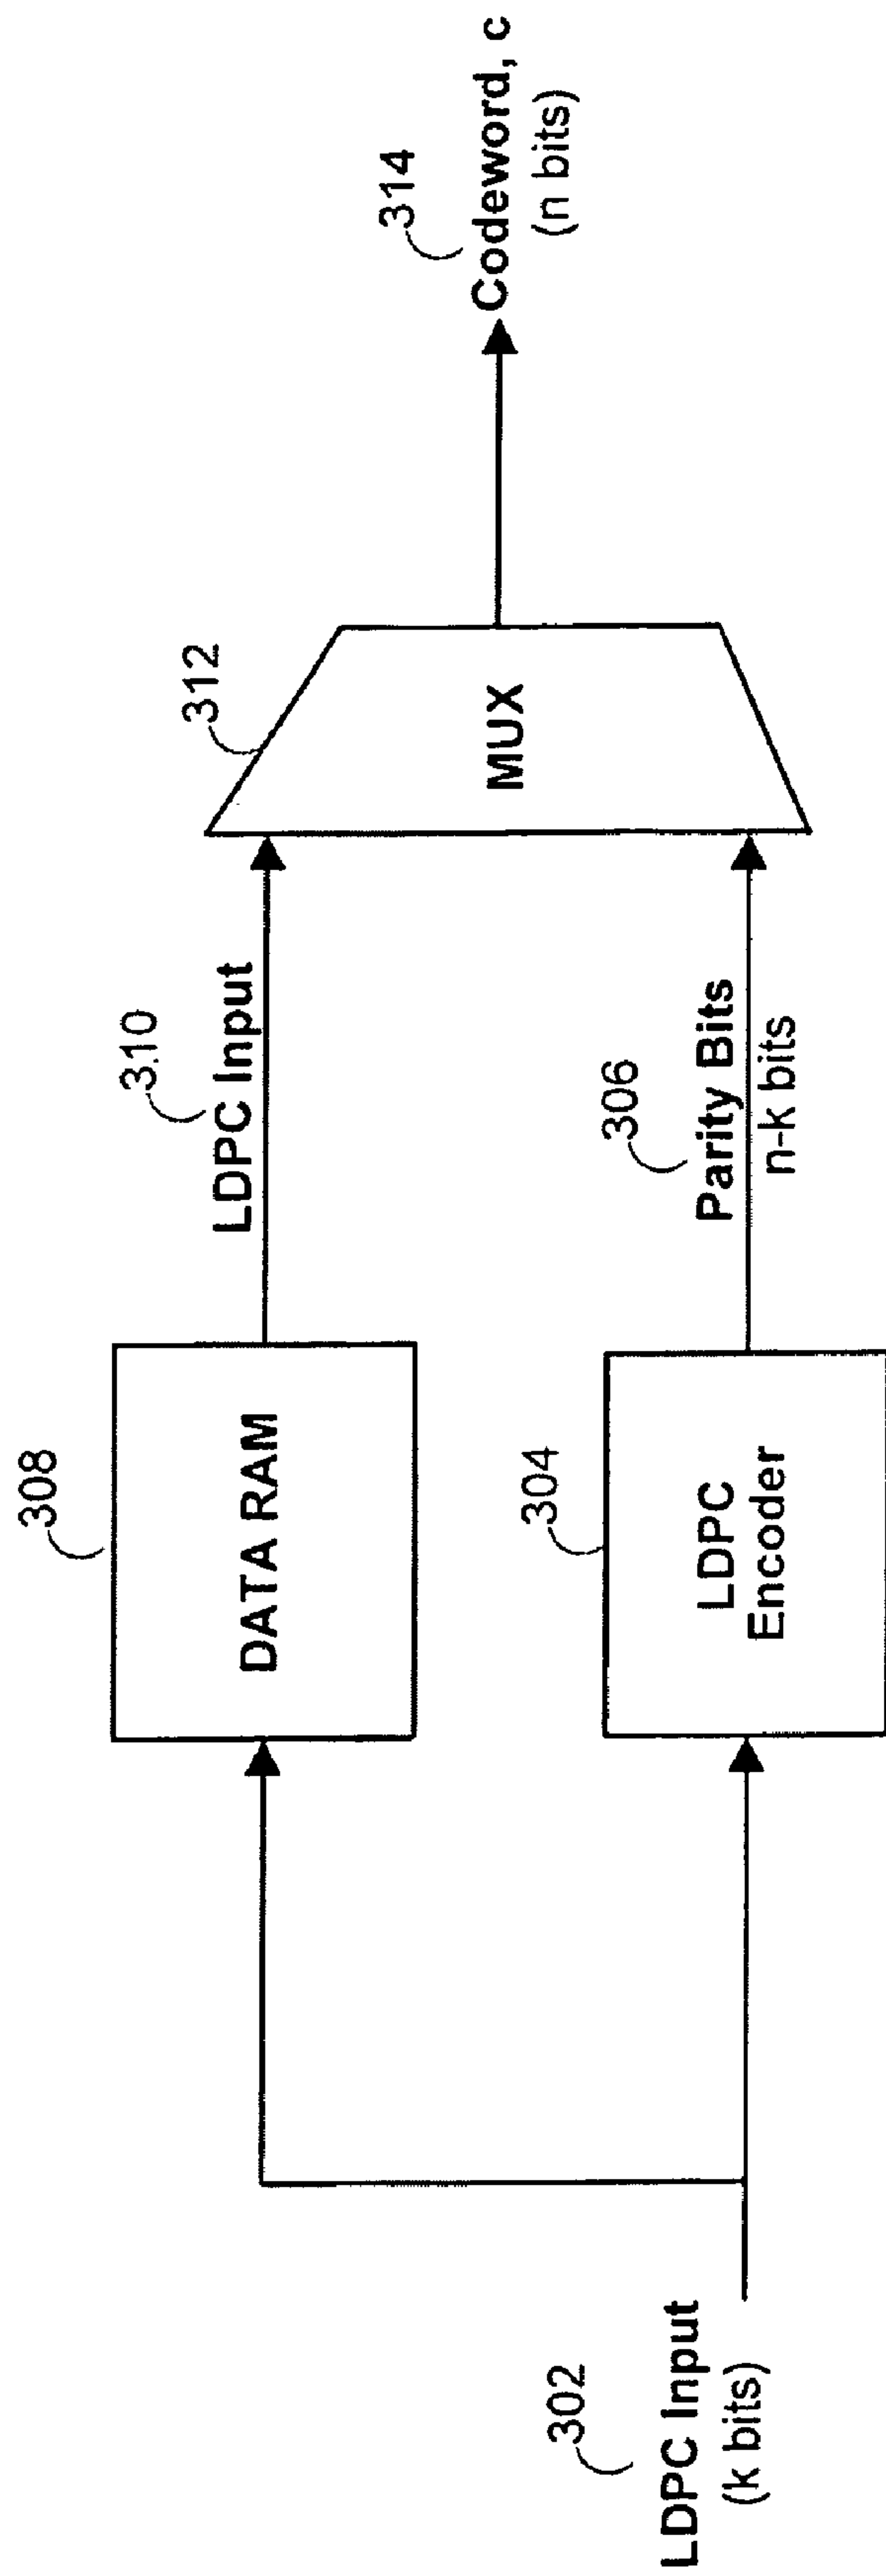 302
LDPC Input
(k bits)
308
DATA RAM
304
LDPC
Encoder
310
LDPC Input
306
Parity Bits
n-k bits
312
MUX
314
Codeword, c
(n bits)